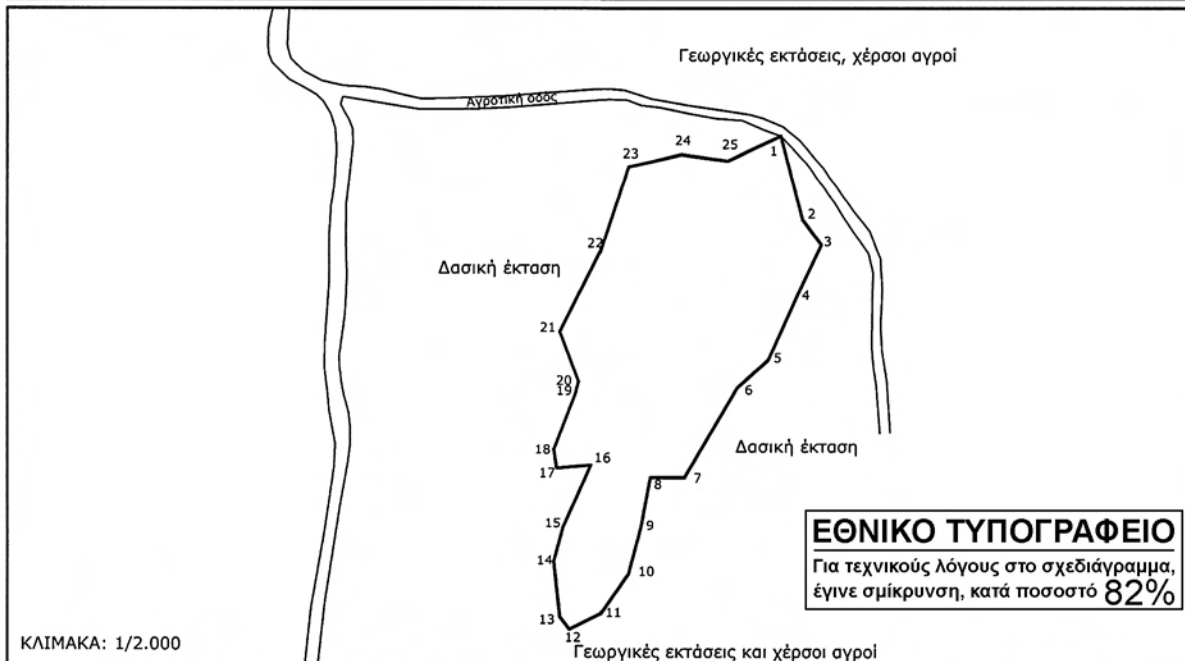 Γεωργικές εκτάσεις, χέρσοι αγροί
Αγροτική οδος
24
25
1
23
2
3
22
Δασική έκταση
4
21
5
20
19
6
Δασική έκταση
18
16
17
7
8
15
9
14
10
13
11
12
ΕΘΝΙΚΟ ΤΥΠΟΓΡΑΦΕΙΟ
Για τεχνικούς λόγους στο σχεδιάγραμμα,
έγινε σμίκρυνση, κατά ποσοστό 82%
ΚΛΙΜΑΚΑ: 1/2.000
Γεωργικές εκτάσεις και χέρσοι αγροί